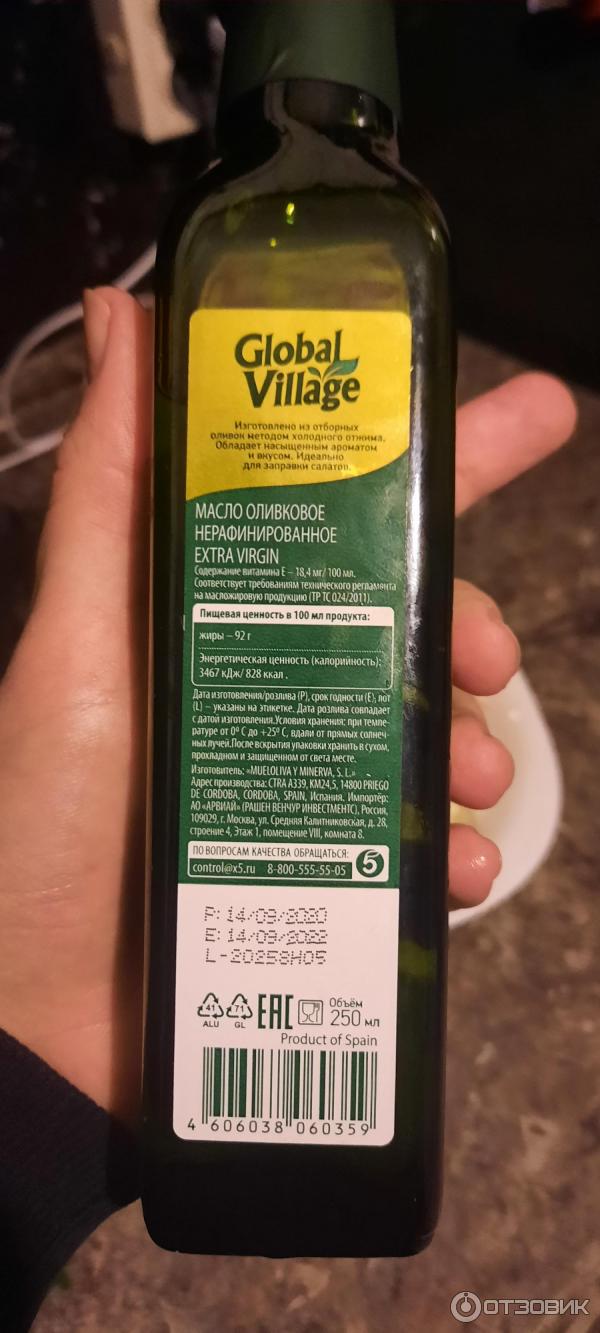 Global
Village
Изготовлено из отборных
оливок методом холодного отжима.
Обладает насыщенным ароматом
и вкусом. Идеально
для заправки салатов.
МАСЛО ОЛИВКОВОЕ
НЕРАФИНИРОВАННОЕ
EXTRA VIRGIN
Содержание витамина Е – 18,4 мг/ 100 мл.
Соответствует требованиям технического регламента
на масложировую продукцию (ТР ТС 024/2011).
Пищевая ценность в 100 мл продукта:
жиры – 92 г
Энергетическая ценность (калорийность):
3467 кДж/ 828 ккал .
Дата изготовления/розлива (P), срок годности (E), лот
(L) – указаны на этикетке. Дата розлива совпадает
с датой изготовления.Условия хранения: при темпе-
ратуре от 0º С до +25º С, вдали от прямых солнеч-
ных лучей.После вскрытия упаковки хранить в сухом,
прохладном и защищенном от света месте.
Изготовитель: «MUELOLIVA Y MINERVA, S. L.»
Адрес производства: CTRA A339, KM24,5, 14800 PRIEGO
DE CORDOBA, CORDOBA, SPAIN, Испания. Импортёр:
АО «АРВИАЙ» (РАШЕН ВЕНЧУР ИНВЕСТМЕНТС), Россия,
109029, г. Москва, ул. Средняя Калитниковская, д. 28,
строение 4, Этаж 1, помещение VIII, комната 8.
ПО ВОПРОСАМ КАЧЕСТВА ОБРАЩАТЬСЯ:
control@x5.ru 8-800-555-55-05
5
P: 14/09/2020
E: 14/09/2022
L-20258H05
41 ALU
71 GL
EAC
Объём
250 мл
Product of Spain
4 606038 060359
ОТЗОВИК